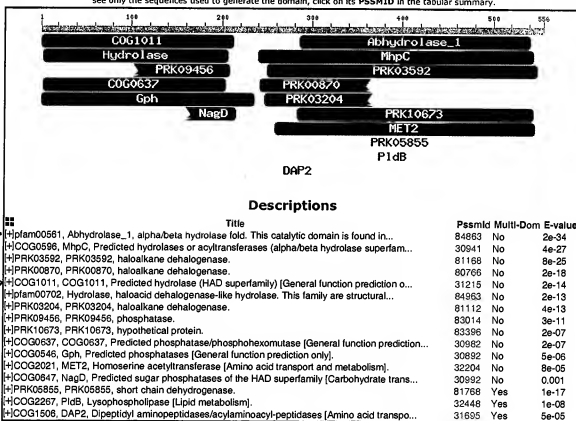 see only the sequences used to generate the domain, click on its PSSMID in the tabular summary.
1 100 200 300 400 500 556
COG1011 Abhydrolase_1
Hydrolase MhpC
PRK09456 PRK03592
COG0637 PRK00870
Gph PRK03204
NagD PRK10673
MET2
PRK05855
PldB
DAP2
Descriptions
Title PssmId Multi-Dom E-value
[+]pfam00561, Abhydrolase_1, alpha/beta hydrolase fold. This catalytic domain is found in... 84863 No 2e-34
[+]COG0596, MhpC, Predicted hydrolases or acyltransferases (alpha/beta hydrolase superfam... 30941 No 4e-27
[+]PRK03592, PRK03592, haloalkane dehalogenase. 81168 No 8e-25
[+]PRK00870, PRK00870, haloalkane dehalogenase. 80766 No 2e-18
[+]COG1011, COG1011, Predicted hydrolase (HAD superfamily) [General function prediction o... 31215 No 2e-14
[+]pfam00702, Hydrolase, haloacid dehalogenase-like hydrolase. This family are structural... 84963 No 2e-13
[+]PRK03204, PRK03204, haloalkane dehalogenase. 81112 No 4e-13
[+]PRK09456, PRK09456, phosphatase. 83014 No 3e-11
[+]PRK10673, PRK10673, hypothetical protein. 83396 No 2e-07
[+]COG0637, COG0637, Predicted phosphatase/phosphohexomutase [General function prediction... 30982 No 2e-07
[+]COG0546, Gph, Predicted phosphatases [General function prediction only]. 30892 No 5e-06
[+]COG2021, MET2, Homoserine acetyltransferase [Amino acid transport and metabolism]. 32204 No 8e-05
[+]COG0647, NagD, Predicted sugar phosphatases of the HAD superfamily [Carbohydrate trans... 30992 No 0.001
[+]PRK05855, PRK05855, short chain dehydrogenase. 81768 Yes 1e-17
[+]COG2267, PldB, Lysophospholipase [Lipid metabolism]. 32448 Yes 1e-08
[+]COG1506, DAP2, Dipeptidyl aminopeptidases/acylaminoacyl-peptidases [Amino acid transpo... 31695 Yes 5e-05